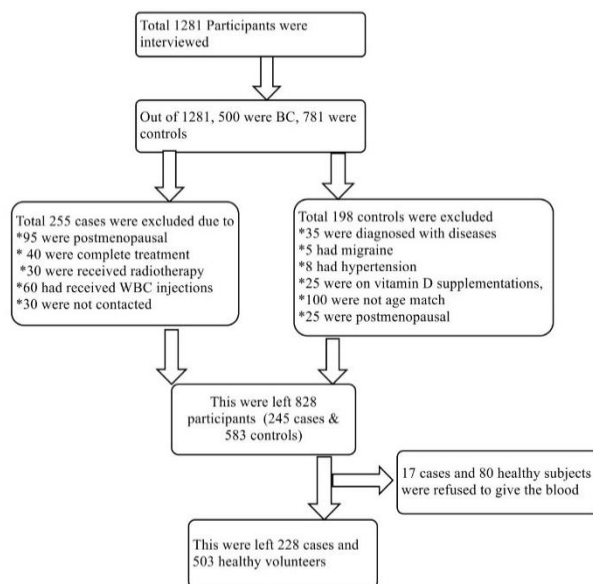 Total 1281 Participants were
interviewed
Out of 1281, 500 were BC, 781 were
controls
Total 255 cases were excluded due to
*95 were postmenopausal
* 40 were complete treatment
*30 were received radiotherapy
*60 had received WBC injections
*30 were not contacted
Total 198 controls were excluded
*35 were diagnosed with diseases
*5 had migraine
*8 had hypertension
*25 were on vitamin D supplementations,
*100 were not age match
*25 were postmenopausal
This were left 828
participants (245 cases &
583 controls)
17 cases and 80 healthy subjects
were refused to give the blood
This were left 228 cases and
503 healthy volunteers